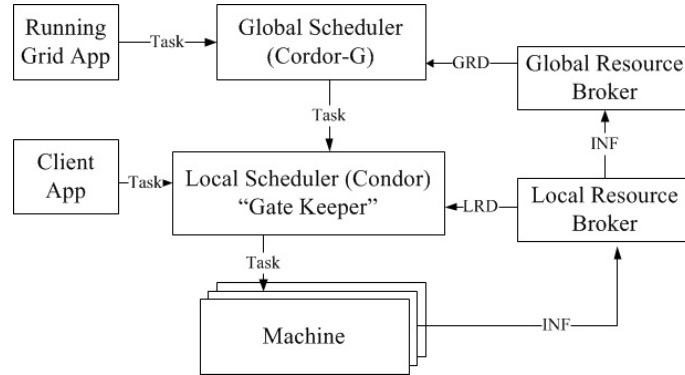 Running
Grid App
Task
Global Scheduler
(Cordor-G)
GRD
Global Resource
Broker
Task
INF
Client
App
Task
Local Scheduler (Condor)
“Gate Keeper”
LRD
Local Resource
Broker
Task
Machine
INF